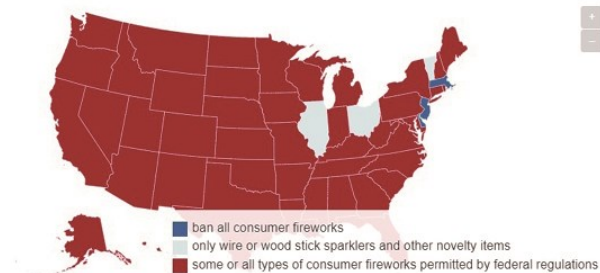 +
–
ban all consumer fireworks
only wire or wood stick sparklers and other novelty items
some or all types of consumer fireworks permitted by federal regulations